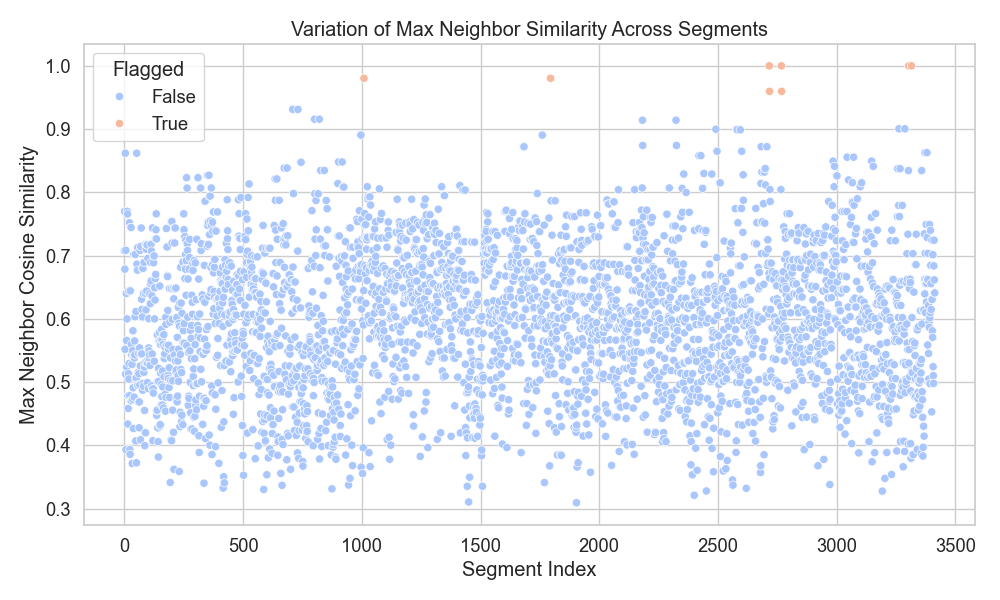 Variation of Max Neighbor Similarity Across Segments
Flagged
False
True
Max Neighbor Cosine Similarity
1.0
0.9
0.8
0.7
0.6
0.5
0.4
0.3
0 500 1000 1500 2000 2500 3000 3500
Segment Index